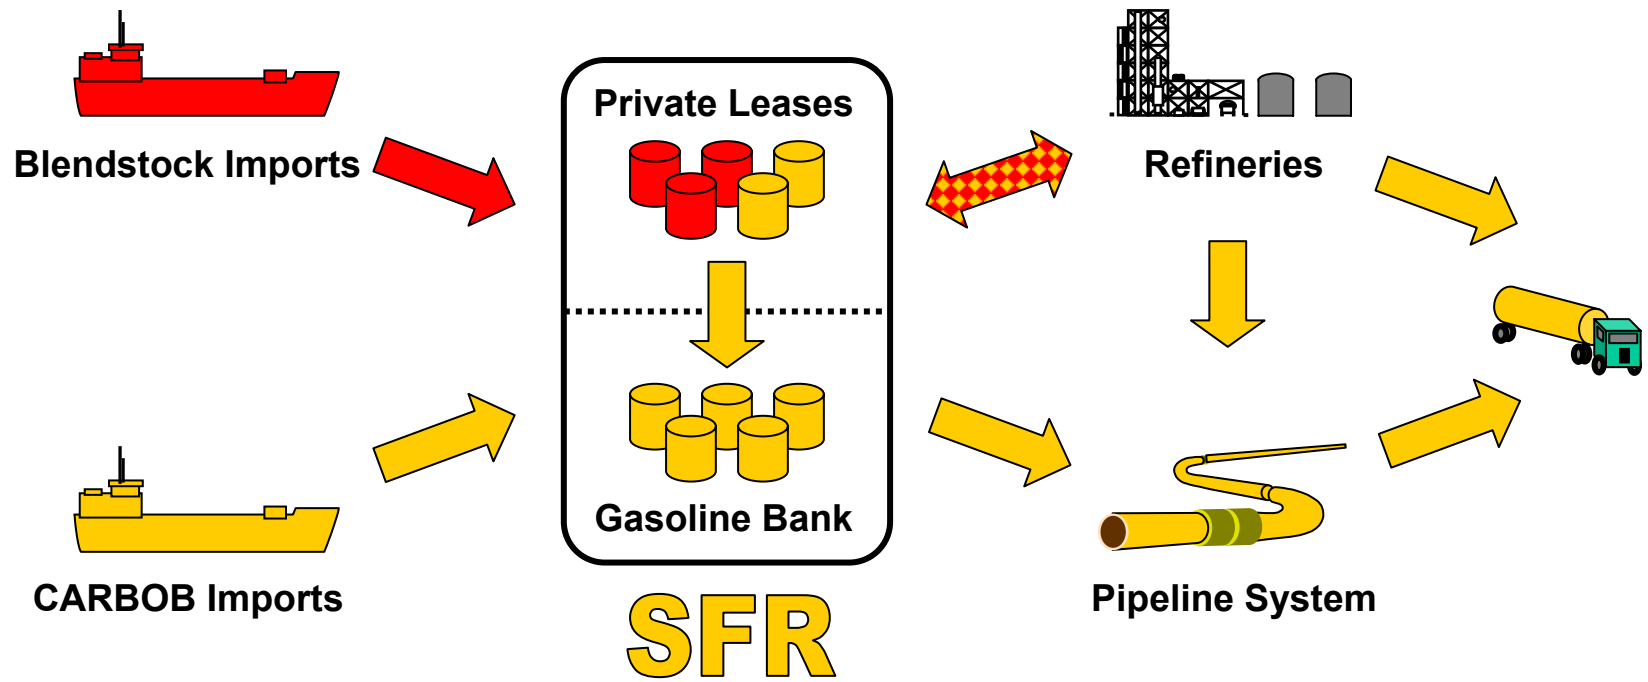 Private Leases
Blendstock Imports
Refineries
Gasoline Bank
CARBOB Imports
Pipeline System
SFR